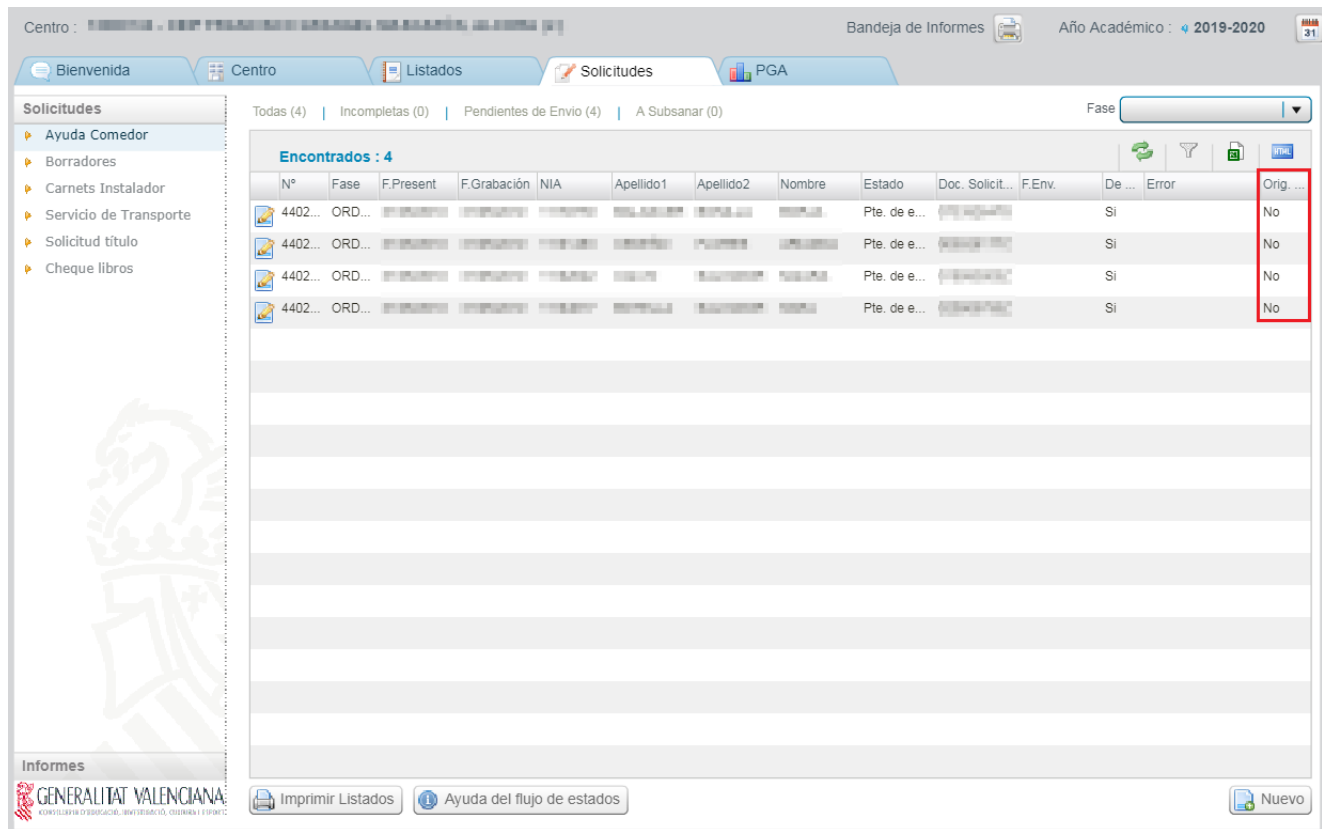 Centro : Bandeja de Informes Año Académico : 2019-2020 31
Bienvenida Centro Listados Solicitudes PGA
Solicitudes
Ayuda Comedor
Borradores
Carnets Instalador
Servicio de Transporte
Solicitud título
Cheque libros
Todas (4) | Incompletas (0) | Pendientes de Envio (4) | A Subsanar (0) Fase
Encontrados : 4 HTML
Nº Fase F.Present F.Grabación NIA Apellido1 Apellido2 Nombre Estado Doc. Solicit... F.Env. De ... Error Orig. ...
4402... ORD... Pte. de e... Si No
4402... ORD... Pte. de e... Si No
4402... ORD... Pte. de e... Si No
4402... ORD... Pte. de e... Si No
Informes
GENERALITAT VALENCIANA
Imprimir Listados Ayuda del flujo de estados Nuevo